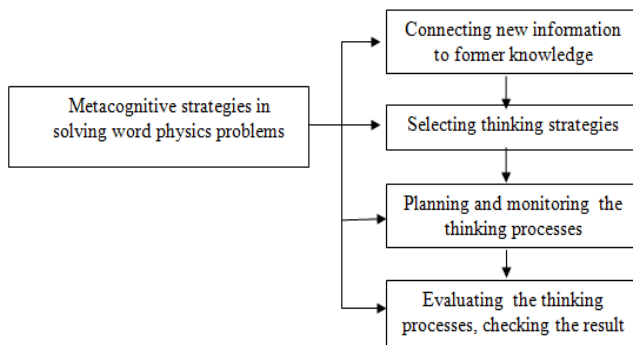 Metacognitive strategies in
solving word physics problems
Connecting new information
to former knowledge
Selecting thinking strategies
Planning and monitoring the
thinking processes
Evaluating the thinking
processes, checking the result